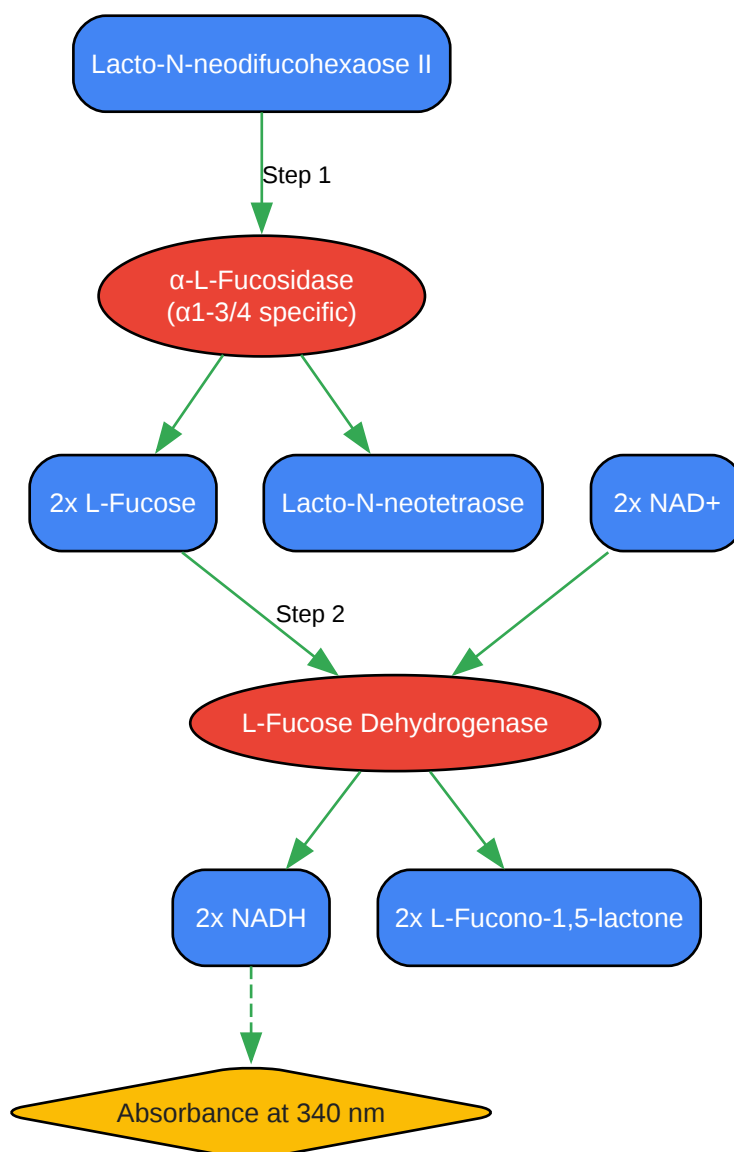 Lacto-N-neodifucohexaose II
Step 1
α-L-Fucosidase
(α1-3/4 specific)
2x L-Fucose
Lacto-N-neotetraose
2x NAD+
Step 2
L-Fucose Dehydrogenase
2x NADH
2x L-Fucono-1,5-lactone
Absorbance at 340 nm